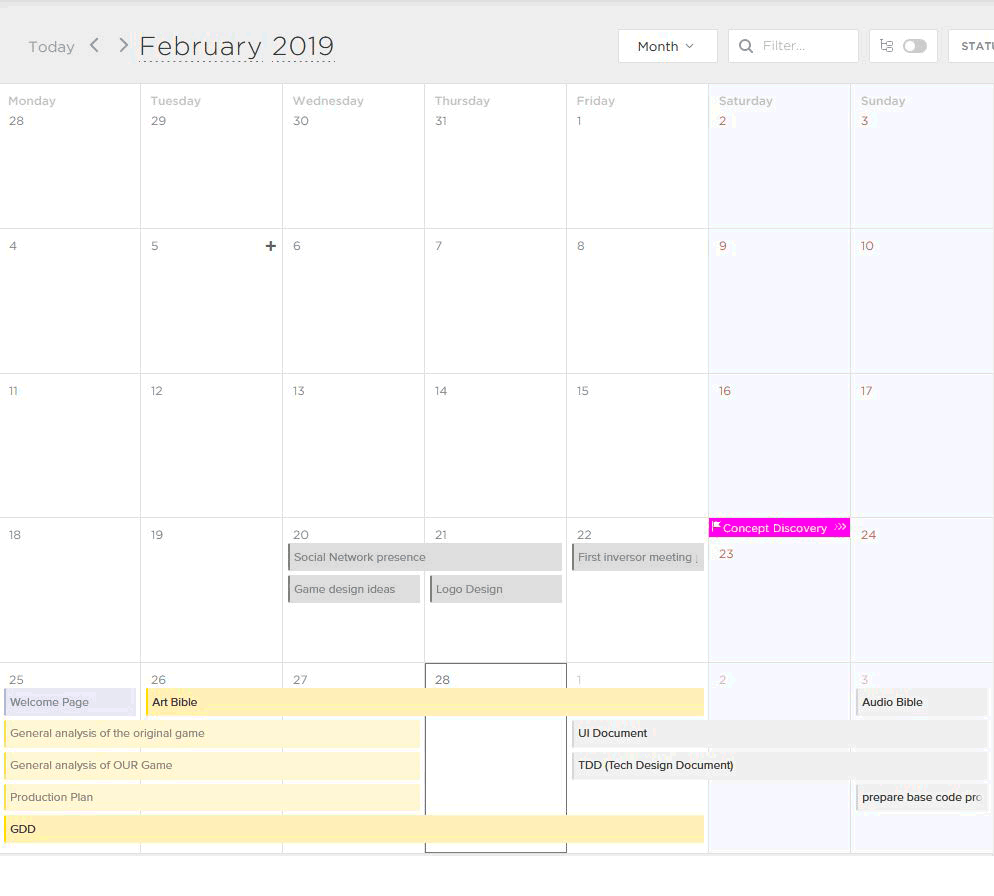 Today February 2019 Month Filter... STATU
Monday Tuesday Wednesday Thursday Friday Saturday Sunday
28 29 30 31 1 2 3
4 5 + 6 7 8 9 10
11 12 13 14 15 16 17
Concept Discovery
18 19 20 21 22 23 24
Social Network presence First inversor meeting
Game design ideas Logo Design
25 26 27 28 1 2 3
Welcome Page Art Bible Audio Bible
General analysis of the original game UI Document
General analysis of OUR Game TDD (Tech Design Document)
Production Plan prepare base code pro
GDD